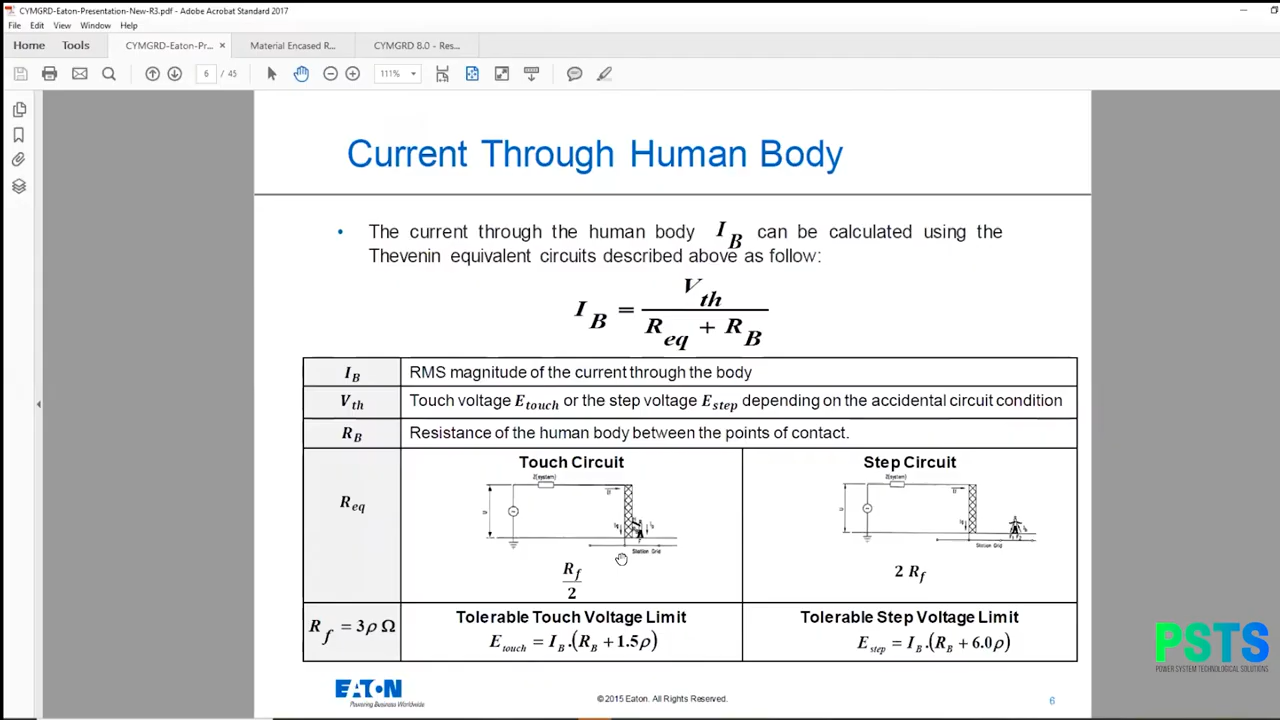 CYMGRD-Eaton-Presentation-New-R3.pdf - Adobe Acrobat Standard 2017
File Edit View Window Help
Home Tools CYMGRD-Eaton-Pr... × Material Encased R... CYMGRD 8.0 - Res...
6 / 45 111%
Current Through Human Body
• The current through the human body I_B can be calculated using the
Thevenin equivalent circuits described above as follow:
I_B = V_th / (R_eq + R_B)
I_B RMS magnitude of the current through the body
V_th Touch voltage E_touch or the step voltage E_step depending on the accidental circuit condition
R_B Resistance of the human body between the points of contact.
R_eq
Touch Circuit
Z(system)
Station Grid
R_f / 2
Step Circuit
Z(system)
Station Grid
2 R_f
R_f = 3ρ Ω
Tolerable Touch Voltage Limit
E_touch = I_B.(R_B + 1.5ρ)
Tolerable Step Voltage Limit
E_step = I_B.(R_B + 6.0ρ)
EATON
Powering Business Worldwide
©2015 Eaton. All Rights Reserved.
6
PSTS
POWER SYSTEM TECHNOLOGICAL SOLUTIONS